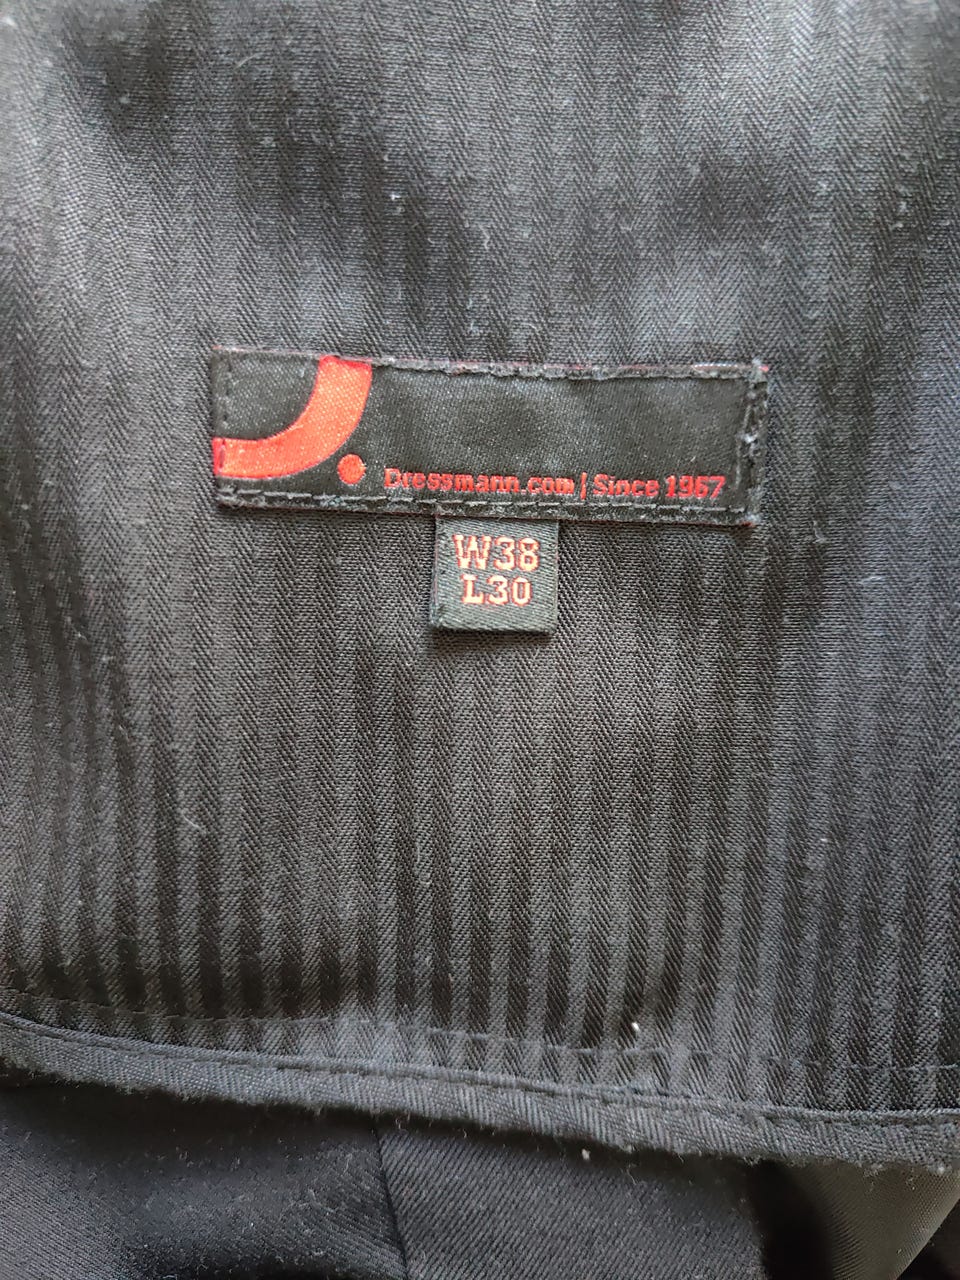 Dressmann.com | Since 1967
W38
L30